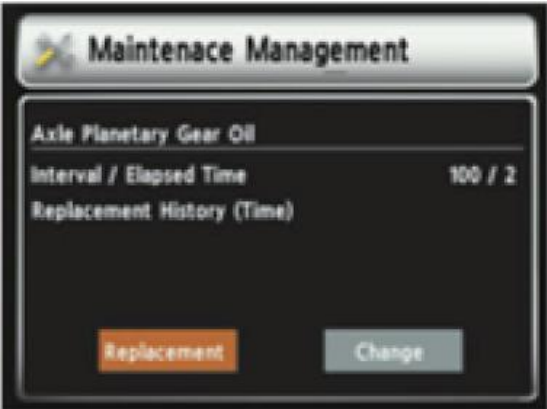 Maintenace Management
Axle Planetary Gear Oil
Interval / Elapsed Time 100 / 2
Replacement History (Time)
Replacement Change